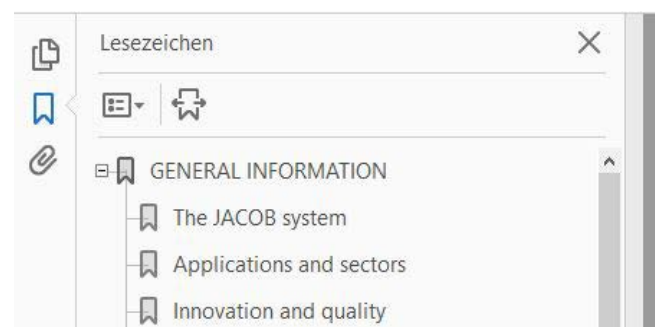 Lesezeichen
GENERAL INFORMATION
The JACOB system
Applications and sectors
Innovation and quality